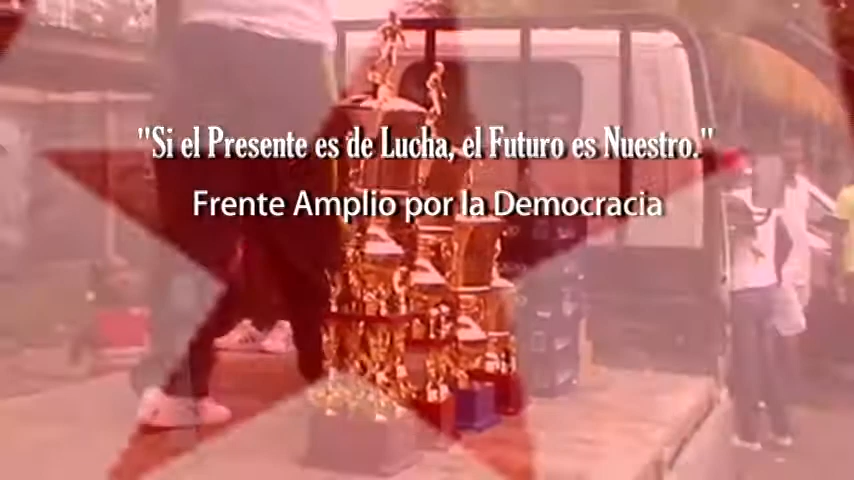 "Si el Presente es de Lucha, el Futuro es Nuestro."
Frente Amplio por la Democracia